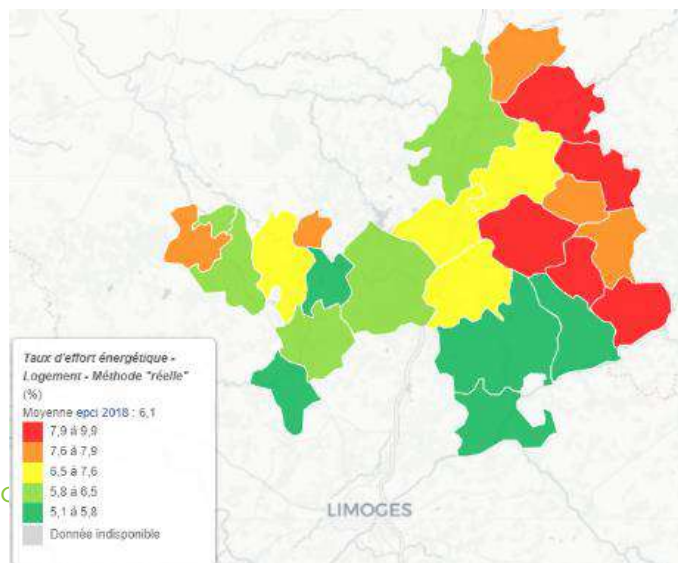 LIMOGES
Taux d'effort énergétique -
Logement - Méthode "réelle"
(%)
Moyenne epci 2018 : 6,1
7,9 à 9,9
7,6 à 7,9
6,5 à 7,6
5,8 à 6,5
5,1 à 5,8
Donnée indisponible